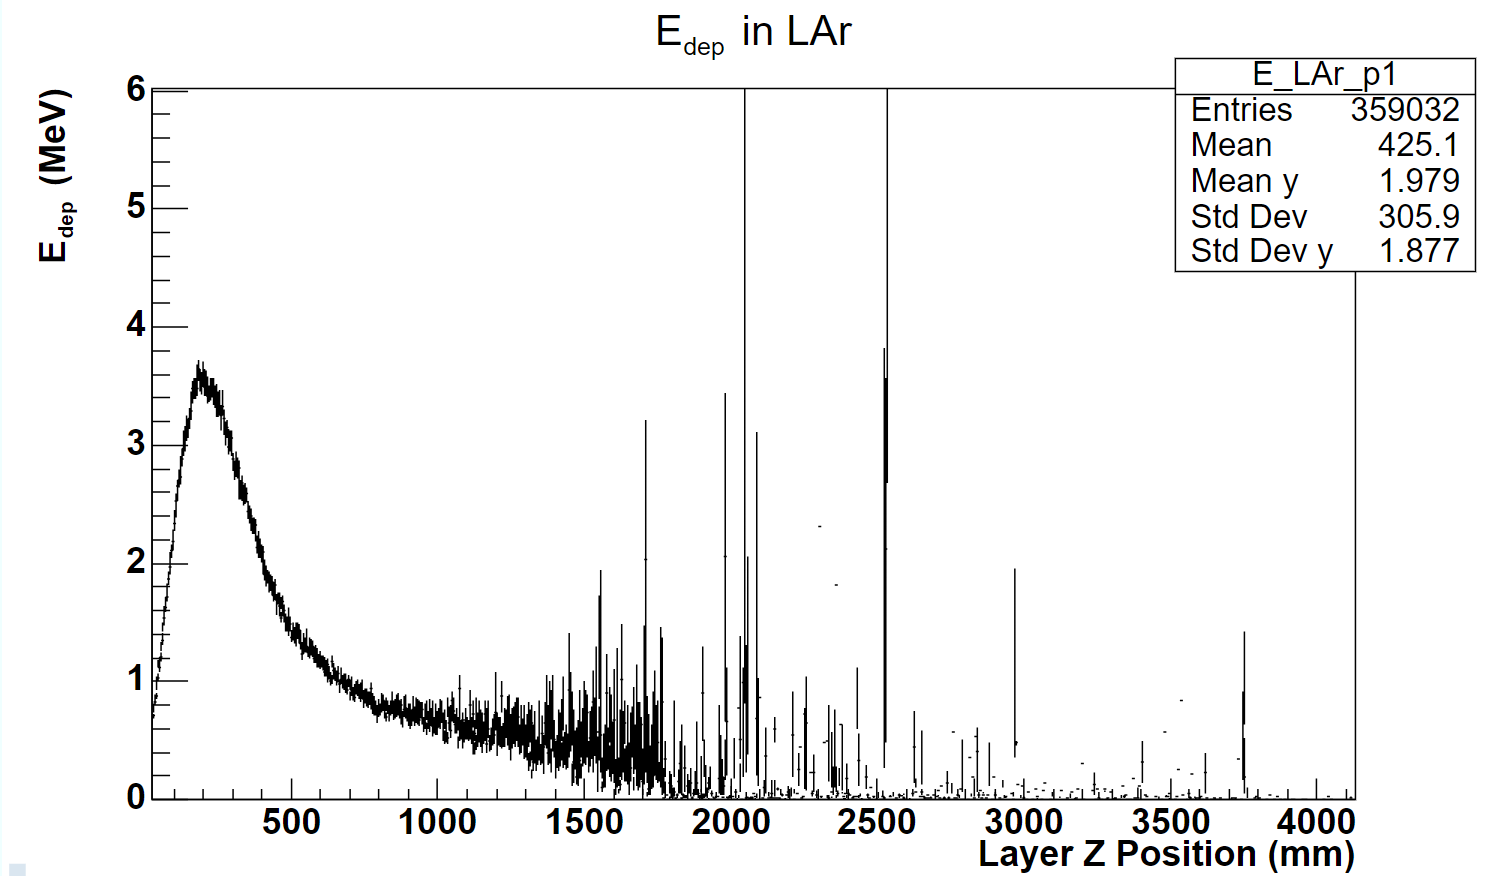 E_dep in LAr
E_LAr_p1
Entries 359032
Mean 425.1
Mean y 1.979
Std Dev 305.9
Std Dev y 1.877
E_dep (MeV)
6
5
4
3
2
1
0
500 1000 1500 2000 2500 3000 3500 4000
Layer Z Position (mm)